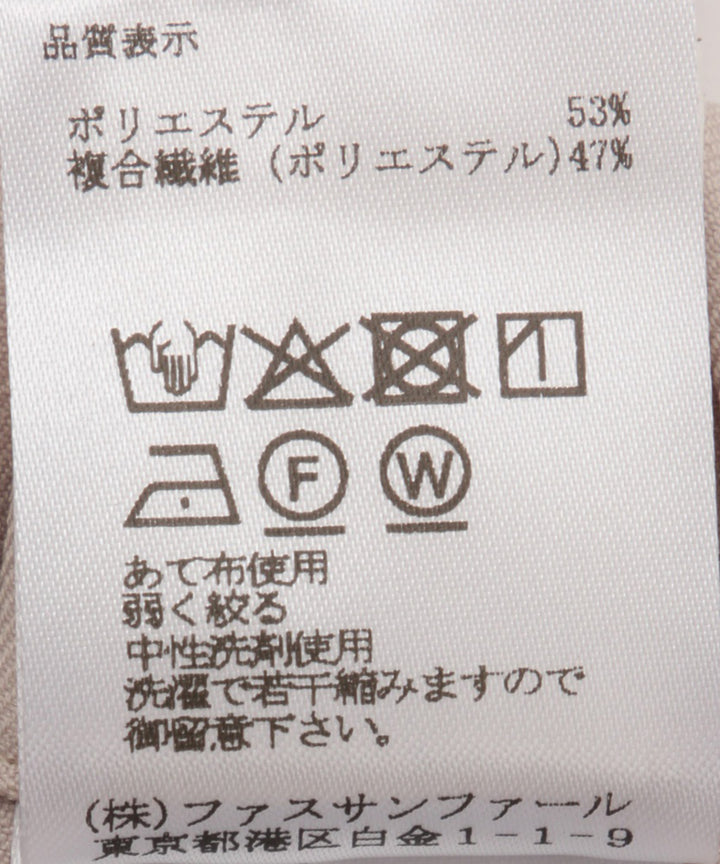 品質表示
ポリエステル 53%
複合繊維 (ポリエステル)47%
F W
あて布使用
弱く絞る
中性洗剤使用
洗濯で若干縮みますので
御留意下さい。
(株)ファスサンファール
東京都港区白金1-1-9